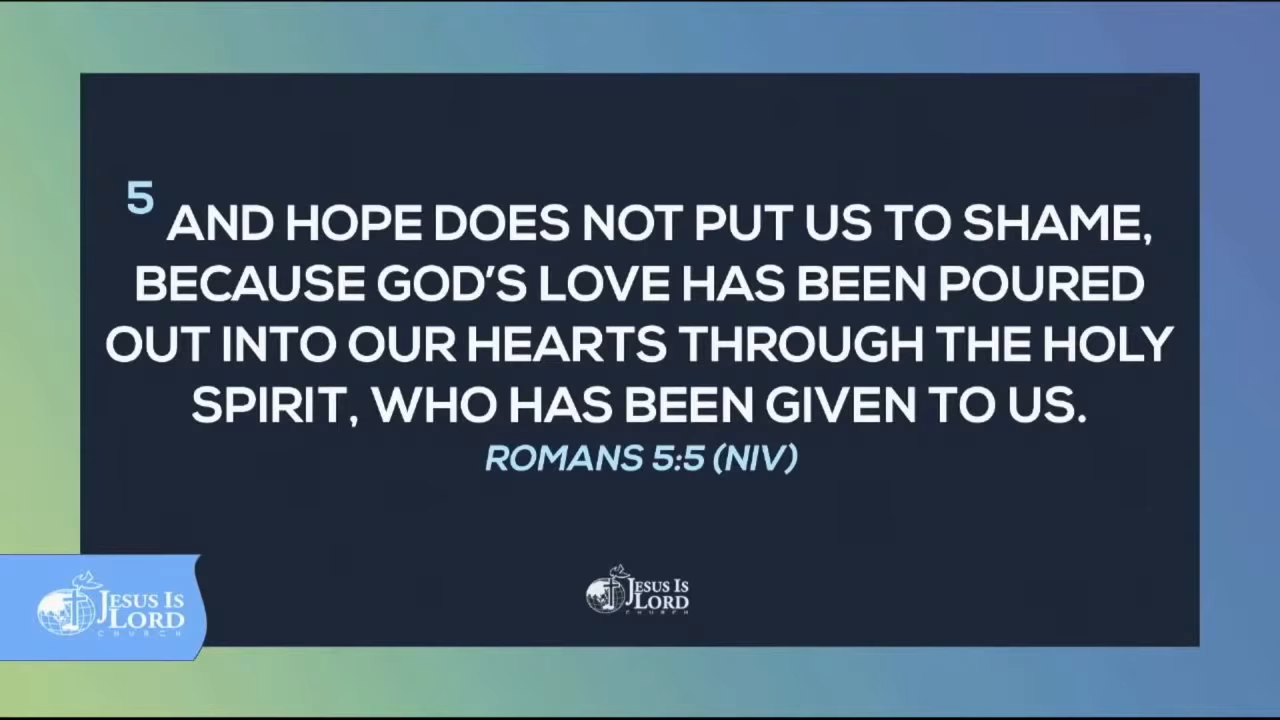 5 AND HOPE DOES NOT PUT US TO SHAME,
BECAUSE GOD'S LOVE HAS BEEN POURED
OUT INTO OUR HEARTS THROUGH THE HOLY
SPIRIT, WHO HAS BEEN GIVEN TO US.
ROMANS 5:5 (NIV)
JESUS IS
LORD
CHURCH
JESUS IS
LORD
CHURCH